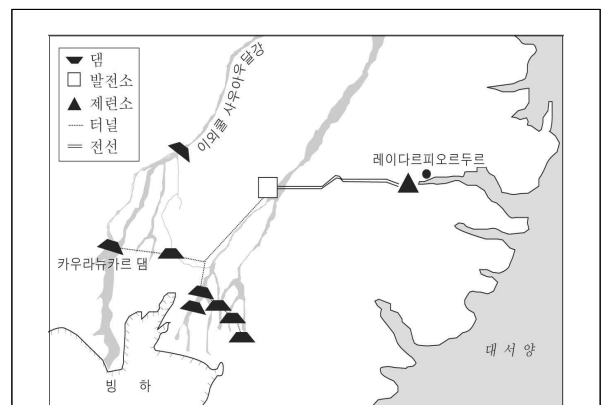 댐
발전소
제련소
터널
전선
이외쿨 사우아우달강
레이다르피오르두르
카우라뉴카르 댐
대서양
빙하